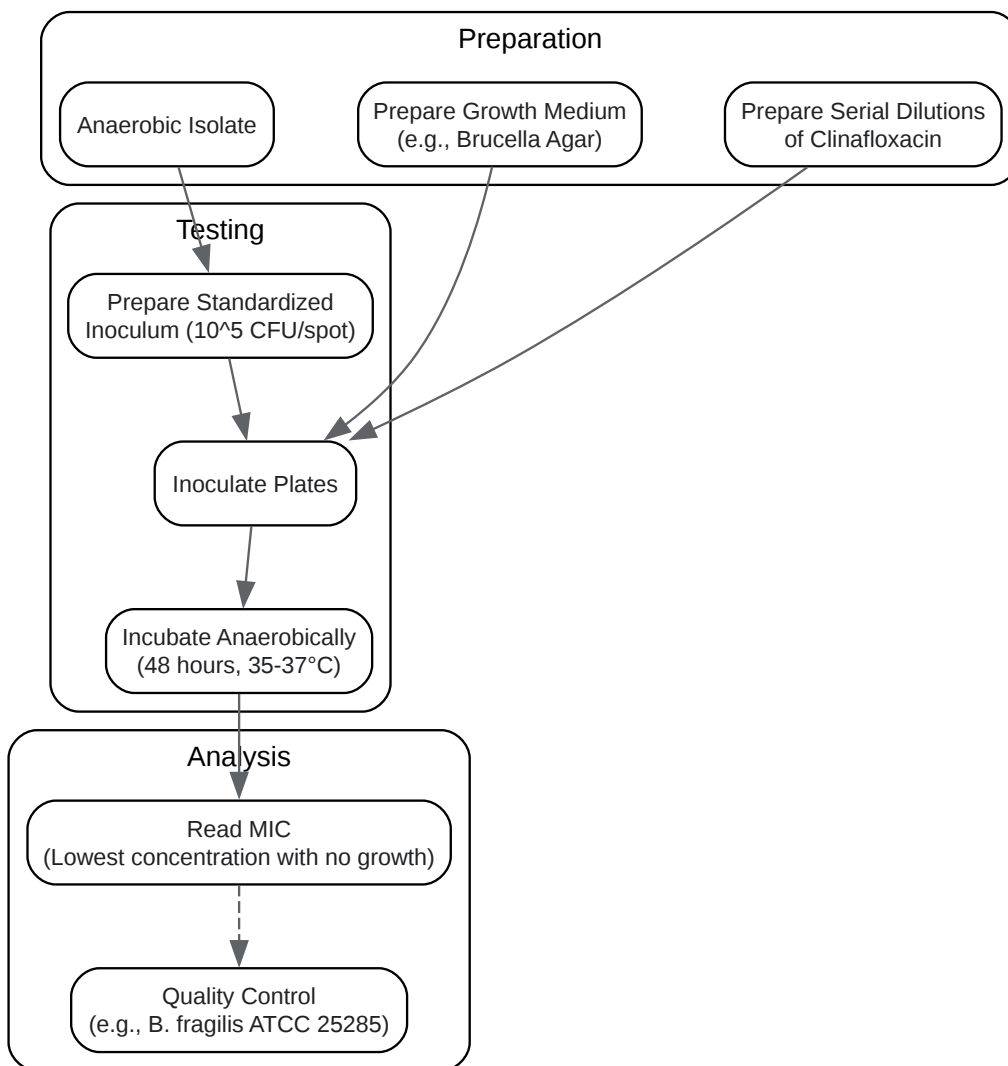 Preparation
Anaerobic Isolate
Prepare Growth Medium
(e.g., Brucella Agar)
Prepare Serial Dilutions
of Clinafloxacin
Testing
Prepare Standardized
Inoculum (10^5 CFU/spot)
Inoculate Plates
Incubate Anaerobically
(48 hours, 35-37°C)
Analysis
Read MIC
(Lowest concentration with no growth)
Quality Control
(e.g., B. fragilis ATCC 25285)